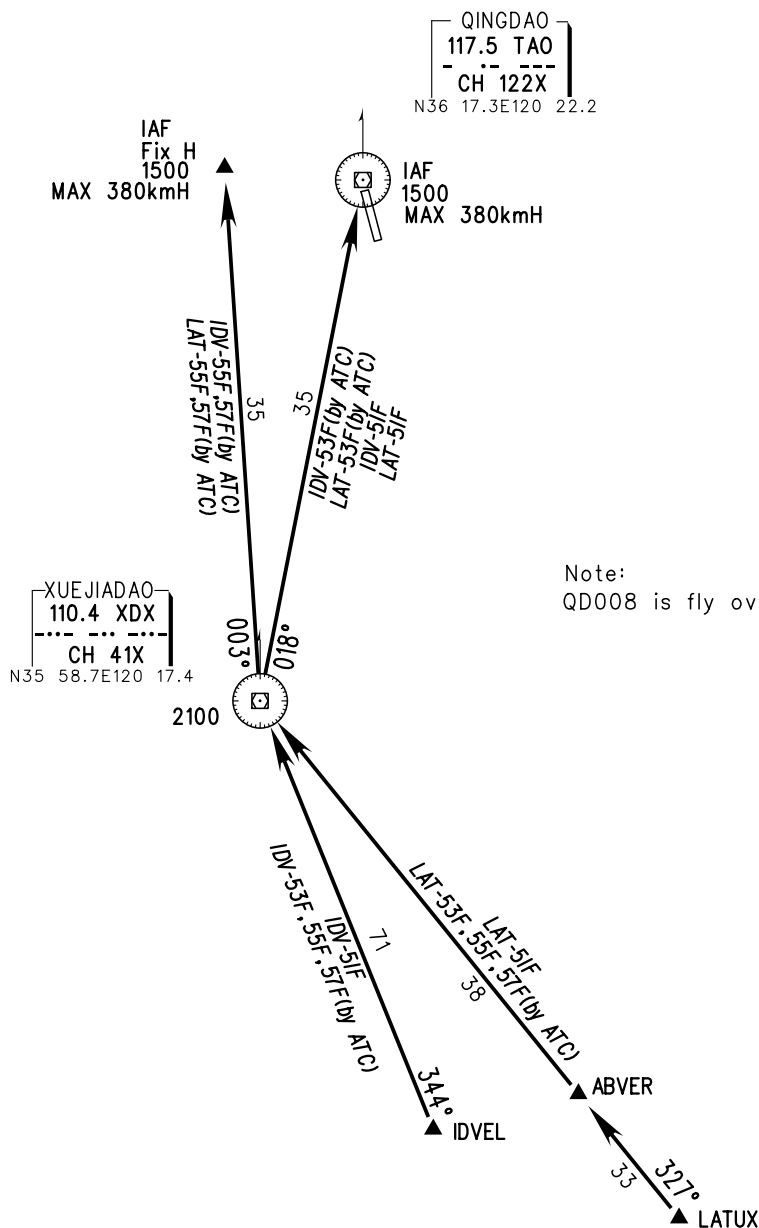 QINGDAO
117.5 TAO
CH 122X
N36 17.3E120 22.2
IAF
Fix H
1500
MAX 380kmH
IAF
1500
MAX 380kmH
IDV-55F,57F(by ATC)
LAT-55F,57F(by ATC)
35
35
IDV-53F(by ATC)
LAT-53F(by ATC)
IDV-5IF
LAT-5IF
Note:
QD008 is fly ov
XUEJIADAO
110.4 XDX
CH 41X
N35 58.7E120 17.4
003°
018°
2100
IDV-5IF
IDV-53F,55F,57F(by ATC)
71
344°
IDVEL
LAT-5IF
LAT-53F,55F,57F(by ATC)
38
ABVER
33
327°
LATUX